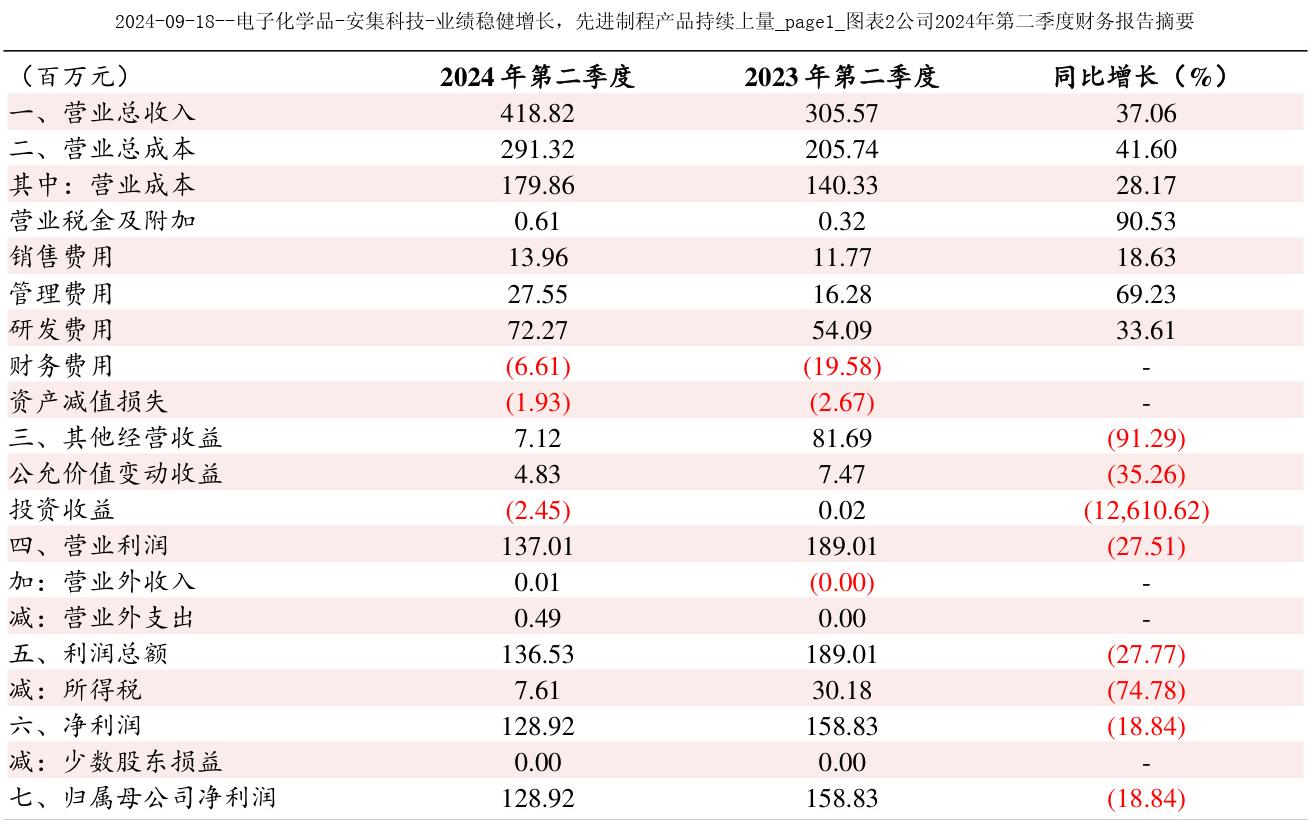 2024-09-18--电子化学品-安集科技-业绩稳健增长，先进制程产品持续上量_page1_图表2公司2024年第二季度财务报告摘要
（百万元） 2024 年第二季度 2023 年第二季度 同比增长（%）
一、营业总收入 418.82 305.57 37.06
二、营业总成本 291.32 205.74 41.60
其中：营业成本 179.86 140.33 28.17
营业税金及附加 0.61 0.32 90.53
销售费用 13.96 11.77 18.63
管理费用 27.55 16.28 69.23
研发费用 72.27 54.09 33.61
财务费用 (6.61) (19.58) -
资产减值损失 (1.93) (2.67) -
三、其他经营收益 7.12 81.69 (91.29)
公允价值变动收益 4.83 7.47 (35.26)
投资收益 (2.45) 0.02 (12,610.62)
四、营业利润 137.01 189.01 (27.51)
加：营业外收入 0.01 (0.00) -
减：营业外支出 0.49 0.00 -
五、利润总额 136.53 189.01 (27.77)
减：所得税 7.61 30.18 (74.78)
六、净利润 128.92 158.83 (18.84)
减：少数股东损益 0.00 0.00 -
七、归属母公司净利润 128.92 158.83 (18.84)